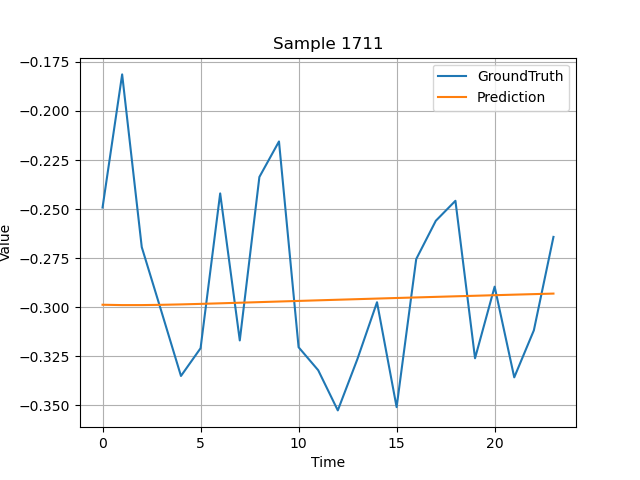 Sample 1711
GroundTruth
Prediction
Value
−0.175
−0.200
−0.225
−0.250
−0.275
−0.300
−0.325
−0.350
0 5 10 15 20
Time